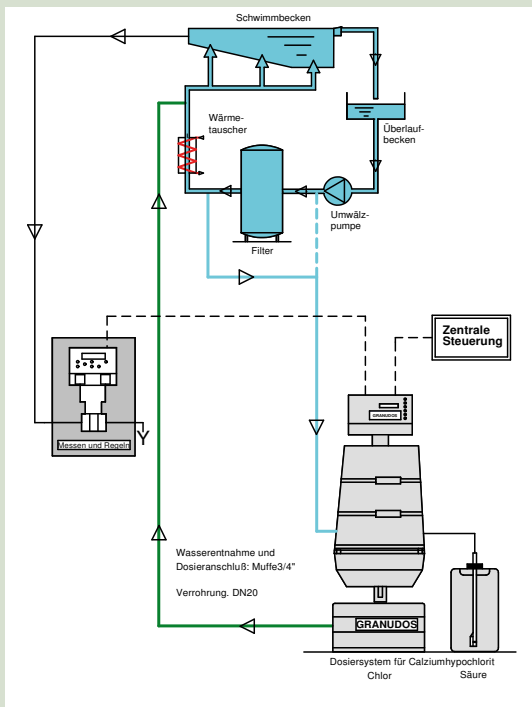 Schwimmbecken
Wärme-
tauscher
Überlauf-
becken
Umwälz-
pumpe
Filter
Zentrale
Steuerung
GRANUDOS
Messen und Regeln
Wasserentnahme und
Dosieranschluß: Muffe3/4"
Verrohrung. DN20
GRANUDOS
Dosiersystem für Calziumhypochlorit
Chlor
Säure